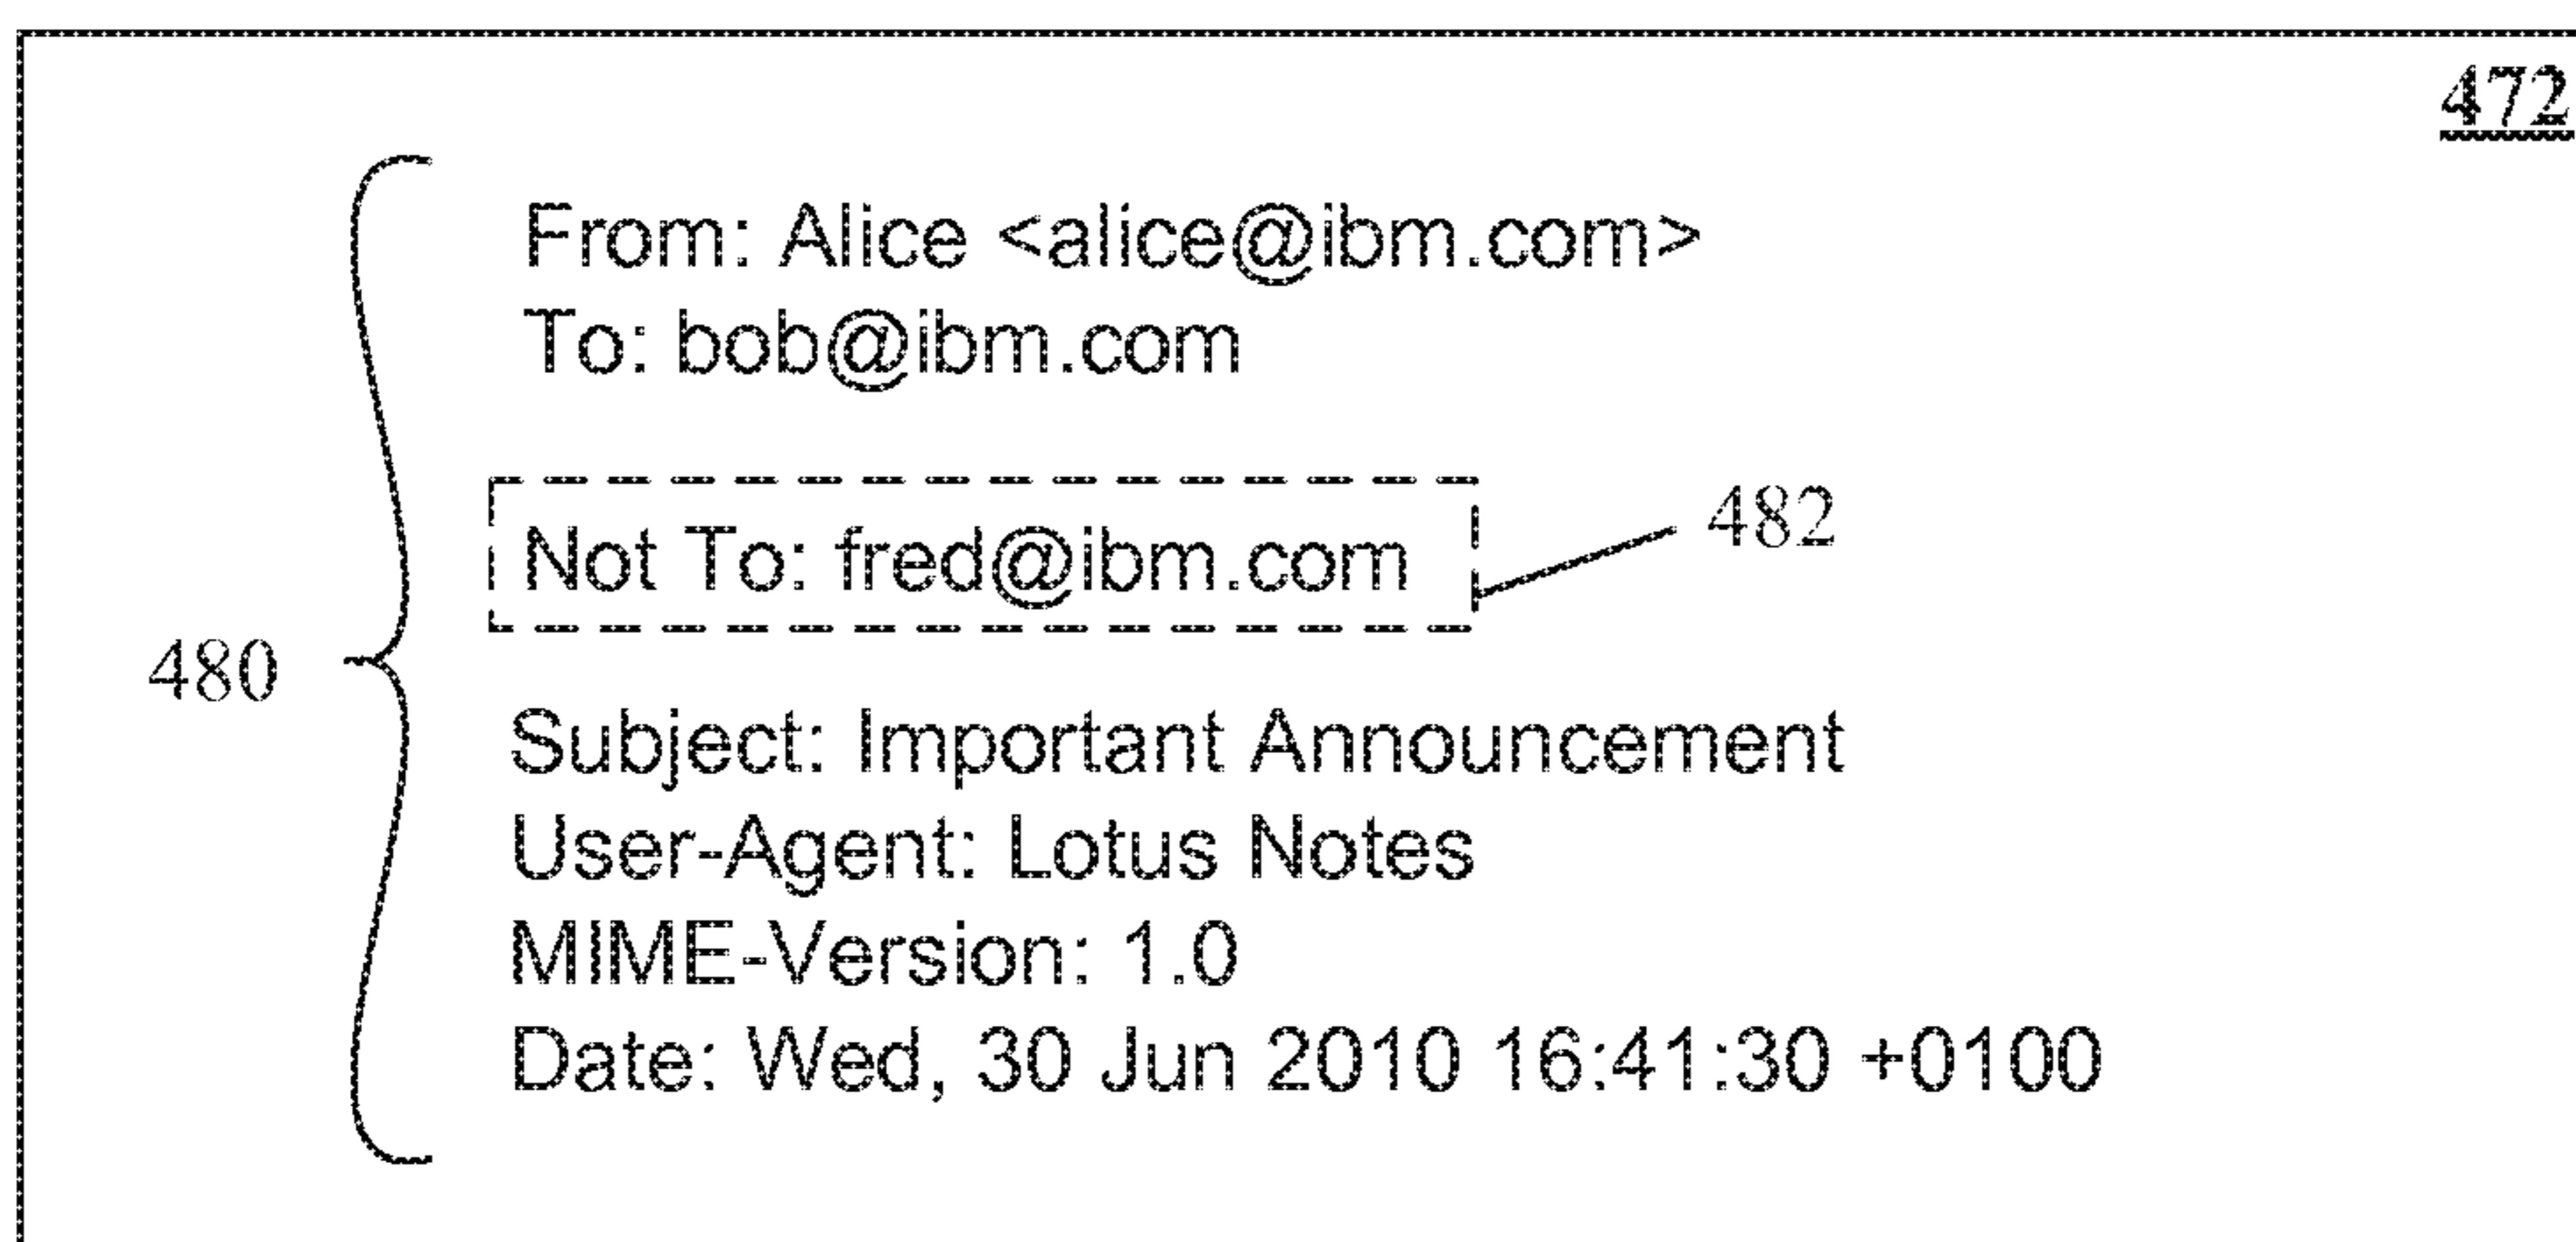 472
From: Alice <alice@ibm.com>
To: bob@ibm.com
Not To: fred@ibm.com
482
480
Subject: Important Announcement
User-Agent: Lotus Notes
MIME-Version: 1.0
Date: Wed, 30 Jun 2010 16:41:30 +0100